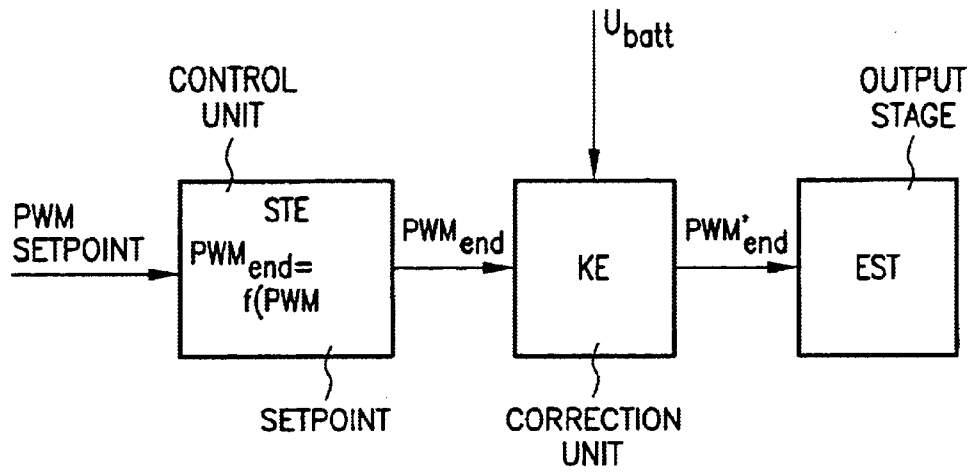 U_batt
CONTROL
UNIT
OUTPUT
STAGE
PWM
SETPOINT
STE
PWM_end=
f(PWM
PWM_end
KE
PWM'_end
EST
SETPOINT
CORRECTION
UNIT